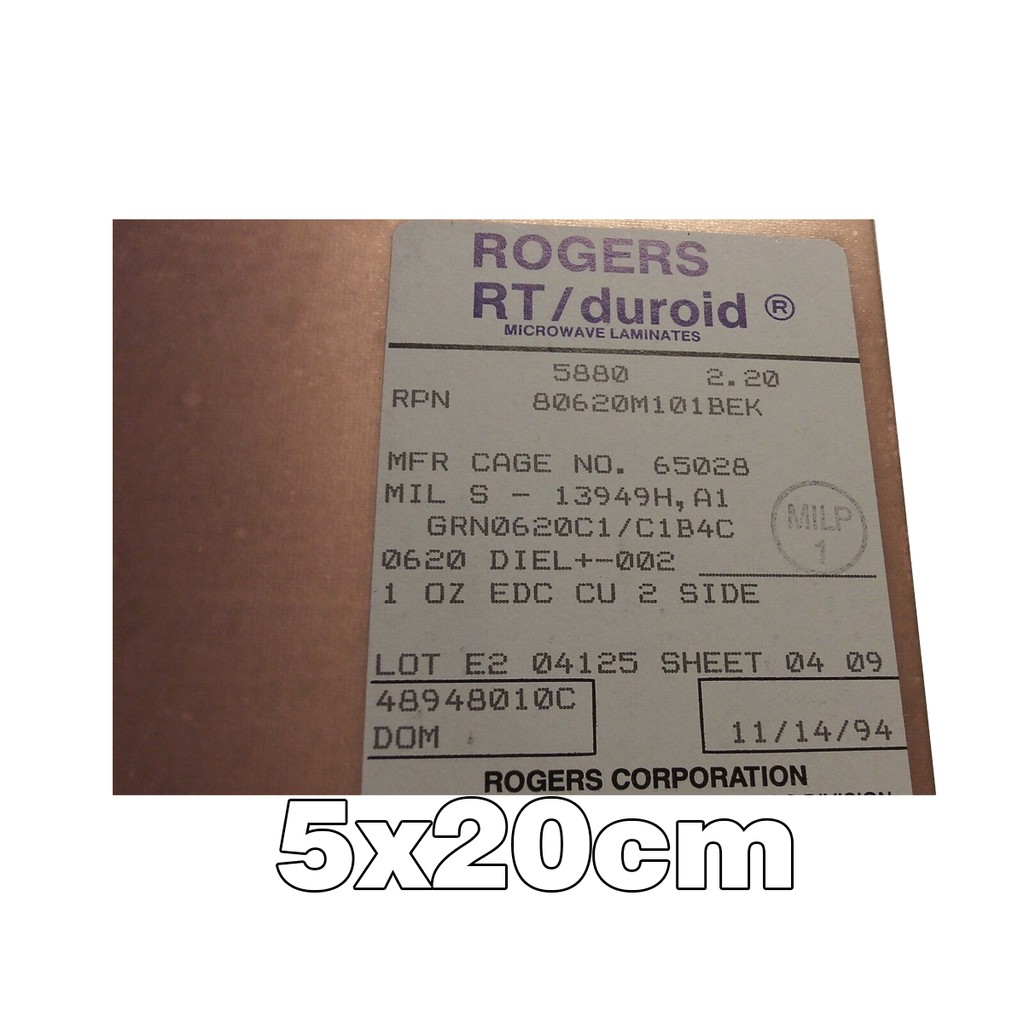 ROGERS
RT/duroid ®
MICROWAVE LAMINATES
5880 2.20
RPN 80620M101BEK
MFR CAGE NO. 65028
MIL S - 13949H,A1
GRN0620C1/C1B4C
MILP
1
0620 DIEL+-002
1 OZ EDC CU 2 SIDE
LOT E2 04125 SHEET 04 09
48948010C
DOM 11/14/94
ROGERS CORPORATION
DIVISION
5x20cm